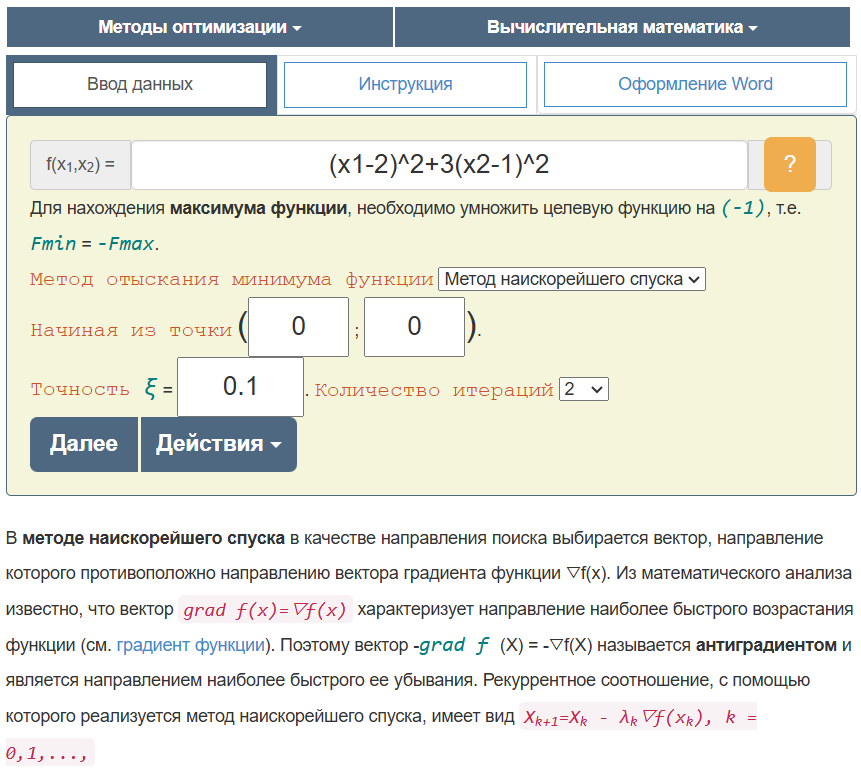 Методы оптимизации Вычислительная математика
Ввод данных Инструкция Оформление Word
f(x₁,x₂) = (x1-2)^2+3(x2-1)^2 ?
Для нахождения максимума функции, необходимо умножить целевую функцию на (-1), т.е.
Fmin = -Fmax.
Метод отыскания минимума функции Метод наискорейшего спуска
Начиная из точки (0 ; 0).
Точность ξ = 0.1 . Количество итераций 2
Далее Действия
В методе наискорейшего спуска в качестве направления поиска выбирается вектор, направление
которого противоположно направлению вектора градиента функции ▽f(x). Из математического анализа
известно, что вектор grad f(x)=▽f(x) характеризует направление наиболее быстрого возрастания
функции (см. градиент функции). Поэтому вектор -grad f (X) = -▽f(X) называется антиградиентом и
является направлением наиболее быстрого ее убывания. Рекуррентное соотношение, с помощью
которого реализуется метод наискорейшего спуска, имеет вид Xₖ₊₁=Xₖ - λₖ▽f(xₖ), k =
0,1,...,